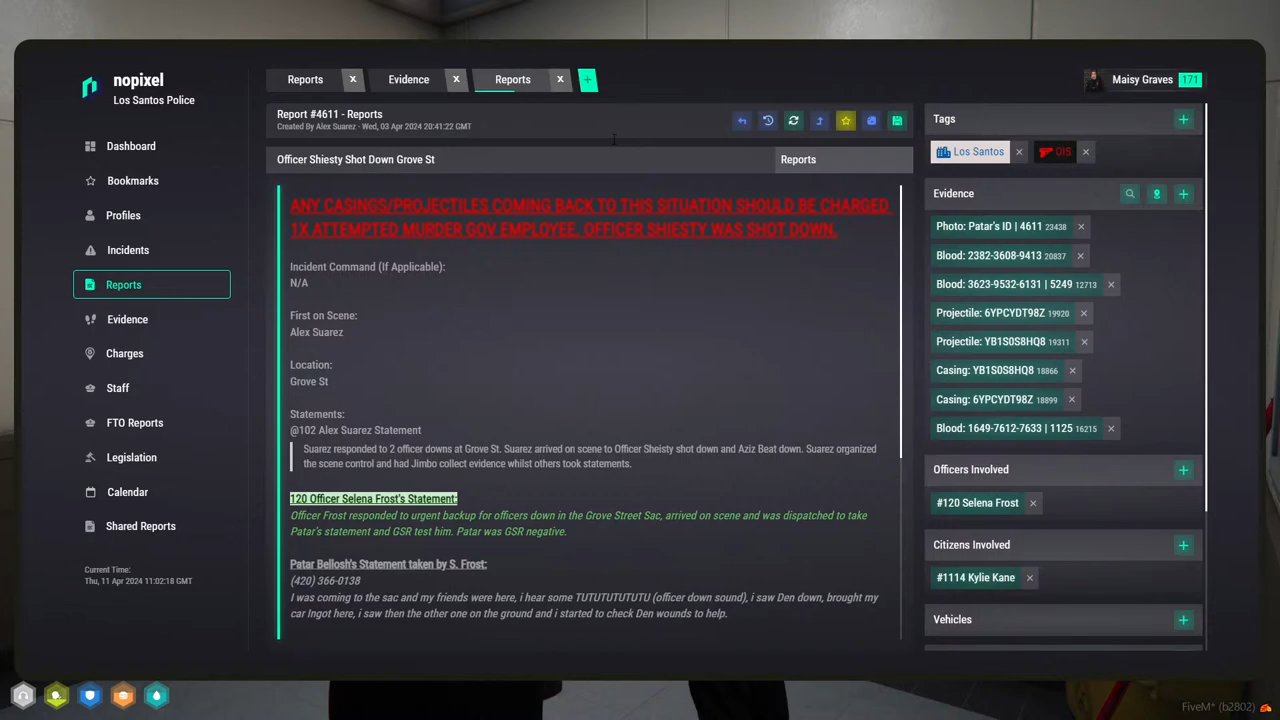 nopixel
Los Santos Police
Dashboard
Bookmarks
Profiles
Incidents
Reports
Evidence
Charges
Staff
FTO Reports
Legislation
Calendar
Shared Reports
Current Time:
Thu, 11 Apr 2024 11:02:18 GMT
Reports x Evidence x Reports x +
Maisy Graves 171
Report #4611 - Reports
Created By Alex Suarez - Wed, 03 Apr 2024 20:41:22 GMT
Officer Shiesty Shot Down Grove St
Reports
ANY CASINGS/PROJECTILES COMING BACK TO THIS SITUATION SHOULD BE CHARGED
1X ATTEMPTED MURDER GOV EMPLOYEE. OFFICER SHIESTY WAS SHOT DOWN.
Incident Command (If Applicable):
N/A
First on Scene:
Alex Suarez
Location:
Grove St
Statements:
@102 Alex Suarez Statement
Suarez responded to 2 officer downs at Grove St. Suarez arrived on scene to Officer Sheisty shot down and Aziz Beat down. Suarez organized
the scene control and had Jimbo collect evidence whilst others took statements.
120 Officer Selena Frost's Statement:
Officer Frost responded to urgent backup for officers down in the Grove Street Sac, arrived on scene and was dispatched to take
Patar's statement and GSR test him. Patar was GSR negative.
Patar Bellosh's Statement taken by S. Frost:
(420) 366-0138
I was coming to the sac and my friends were here, i hear some TUTUTUTUTUTU (officer down sound), i saw Den down, brought my
car Ingot here, i saw then the other one on the ground and i started to check Den wounds to help.
Tags +
Los Santos x OIS x
Evidence +
Photo: Patar's ID | 4611 23438 x
Blood: 2382-3608-9413 20837 x
Blood: 3623-9532-6131 | 5249 12713 x
Projectile: 6YPCYDT98Z 19920 x
Projectile: YB1S0S8HQ8 19311 x
Casing: YB1S0S8HQ8 18866 x
Casing: 6YPCYDT98Z 18899 x
Blood: 1649-7612-7633 | 1125 16215 x
Officers Involved +
#120 Selena Frost x
Citizens Involved +
#1114 Kylie Kane x
Vehicles +
FiveM* (b2802)